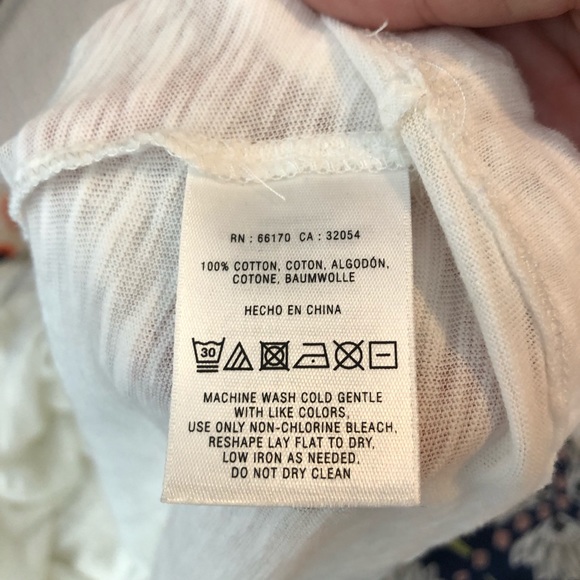 RN : 66170 CA : 32054
100% COTTON, COTON, ALGODÓN,
COTONE, BAUMWOLLE
HECHO EN CHINA
30
MACHINE WASH COLD GENTLE
WITH LIKE COLORS,
USE ONLY NON-CHLORINE BLEACH.
RESHAPE LAY FLAT TO DRY.
LOW IRON AS NEEDED.
DO NOT DRY CLEAN